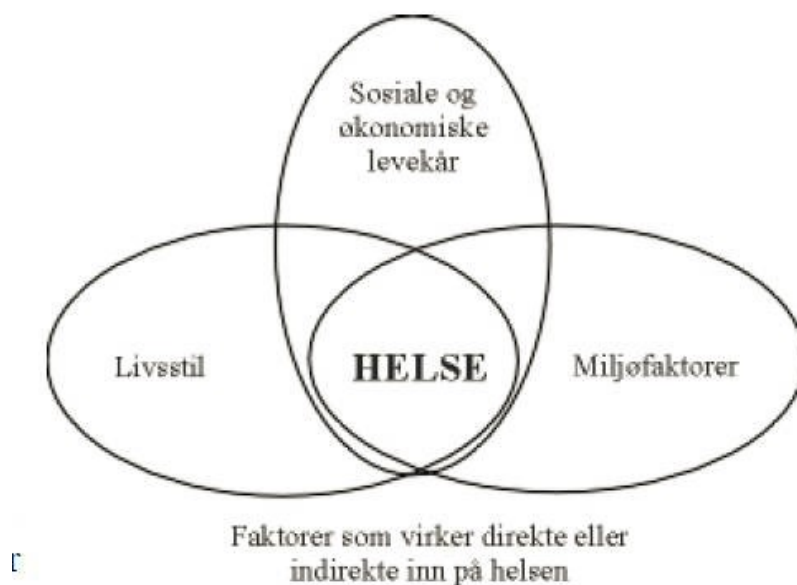 Sosiale og
økonomiske
levekår
Livsstil
HELSE
Miljøfaktorer
Faktorer som virker direkte eller
indirekte inn på helsen
r